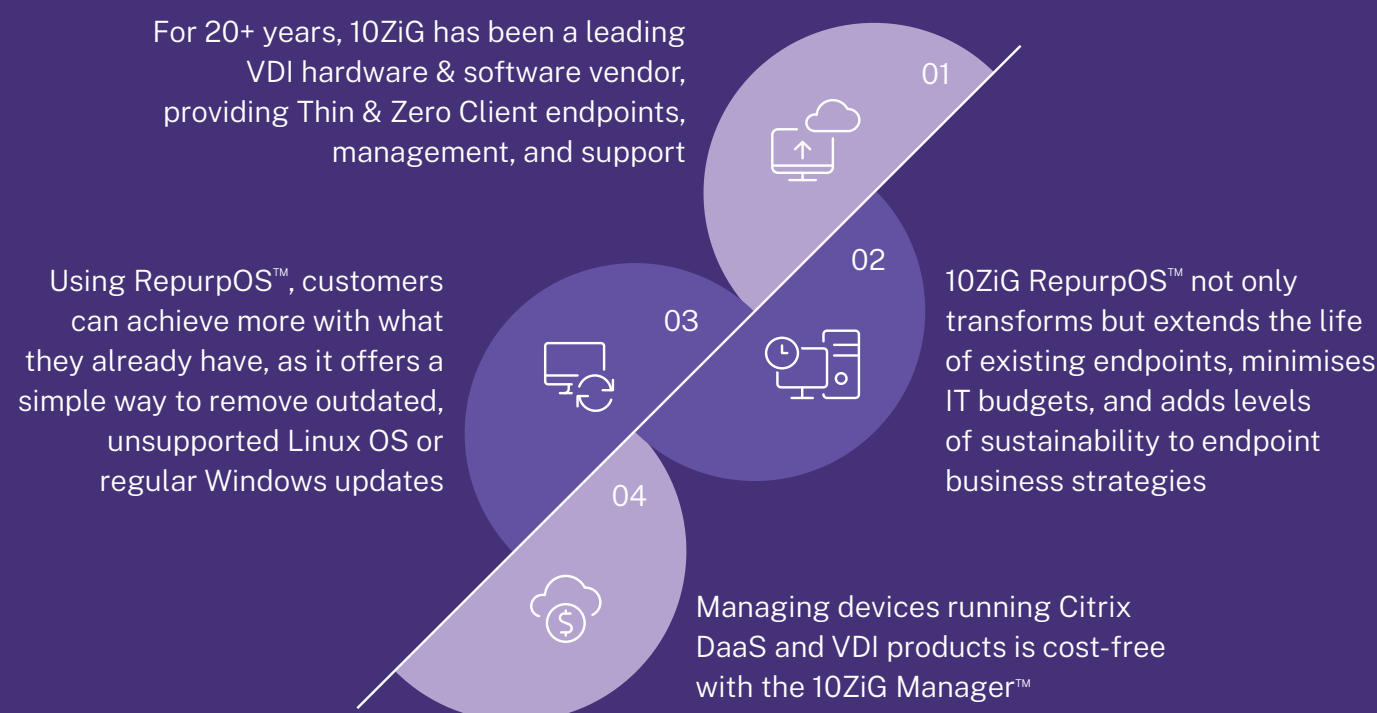 For 20+ years, 10ZiG has been a leading
VDI hardware & software vendor,
providing Thin & Zero Client endpoints,
management, and support
01
02
10ZiG RepurpOS™ not only
transforms but extends the life
of existing endpoints, minimises
IT budgets, and adds levels
of sustainability to endpoint
business strategies
03
Using RepurpOS™, customers
can achieve more with what
they already have, as it offers a
simple way to remove outdated,
unsupported Linux OS or
regular Windows updates
04
$
Managing devices running Citrix
DaaS and VDI products is cost-free
with the 10ZiG Manager™